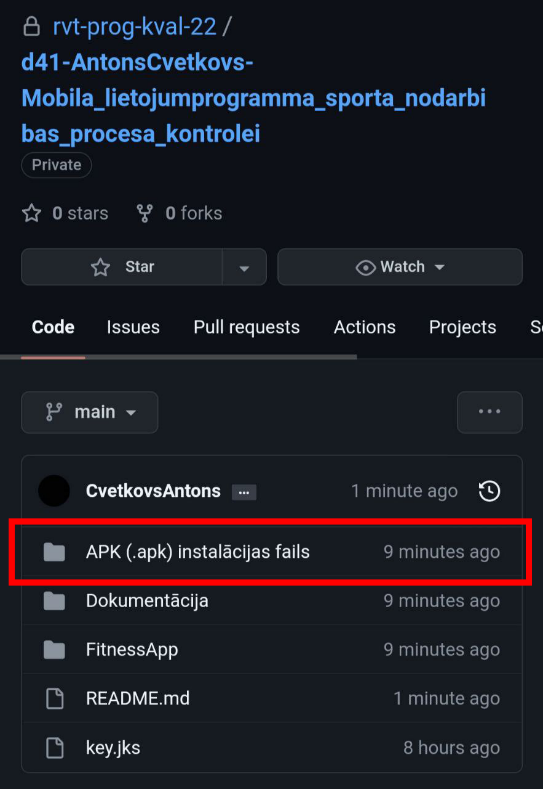 rvt-prog-kval-22 /
d41-AntonsCvetkovs-
Mobila_lietojumprogramma_sporta_nodarbi
bas_procesa_kontrolei
Private
0 stars 0 forks
Star Watch
Code Issues Pull requests Actions Projects
main
CvetkovsAntons 1 minute ago
APK (.apk) instalācijas fails 9 minutes ago
Dokumentācija 9 minutes ago
FitnessApp 9 minutes ago
README.md 1 minute ago
key.jks 8 hours ago